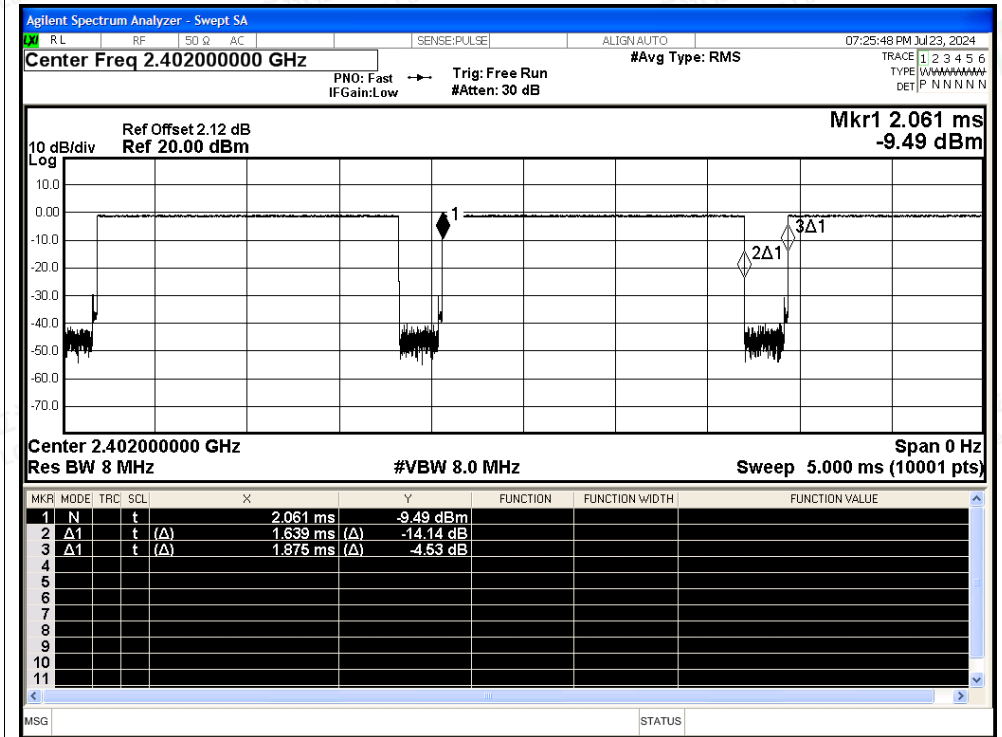 Agilent Spectrum Analyzer - Swept SA
LXI RL RF 50 Ω AC SENSE:PULSE ALIGN AUTO 07:25:48 PM Jul 23, 2024
Center Freq 2.402000000 GHz #Avg Type: RMS TRACE 1 2 3 4 5 6
PNO: Fast Trig: Free Run TYPE W
IFGain:Low #Atten: 30 dB DET P N N N N N
Mkr1 2.061 ms
Ref Offset 2.12 dB
10 dB/div Ref 20.00 dBm -9.49 dBm
Log
10.0
0.00
1
3Δ1
-10.0
2Δ1
-20.0
-30.0
-40.0
-50.0
-60.0
-70.0
Center 2.402000000 GHz Span 0 Hz
Res BW 8 MHz #VBW 8.0 MHz Sweep 5.000 ms (10001 pts)
MKR MODE TRC SCL X Y FUNCTION FUNCTION WIDTH FUNCTION VALUE
1 N t 2.061 ms -9.49 dBm
2 Δ1 t (Δ) 1.639 ms (Δ) -14.14 dB
3 Δ1 t (Δ) 1.875 ms (Δ) -4.53 dB
4
5
6
7
8
9
10
11
MSG STATUS